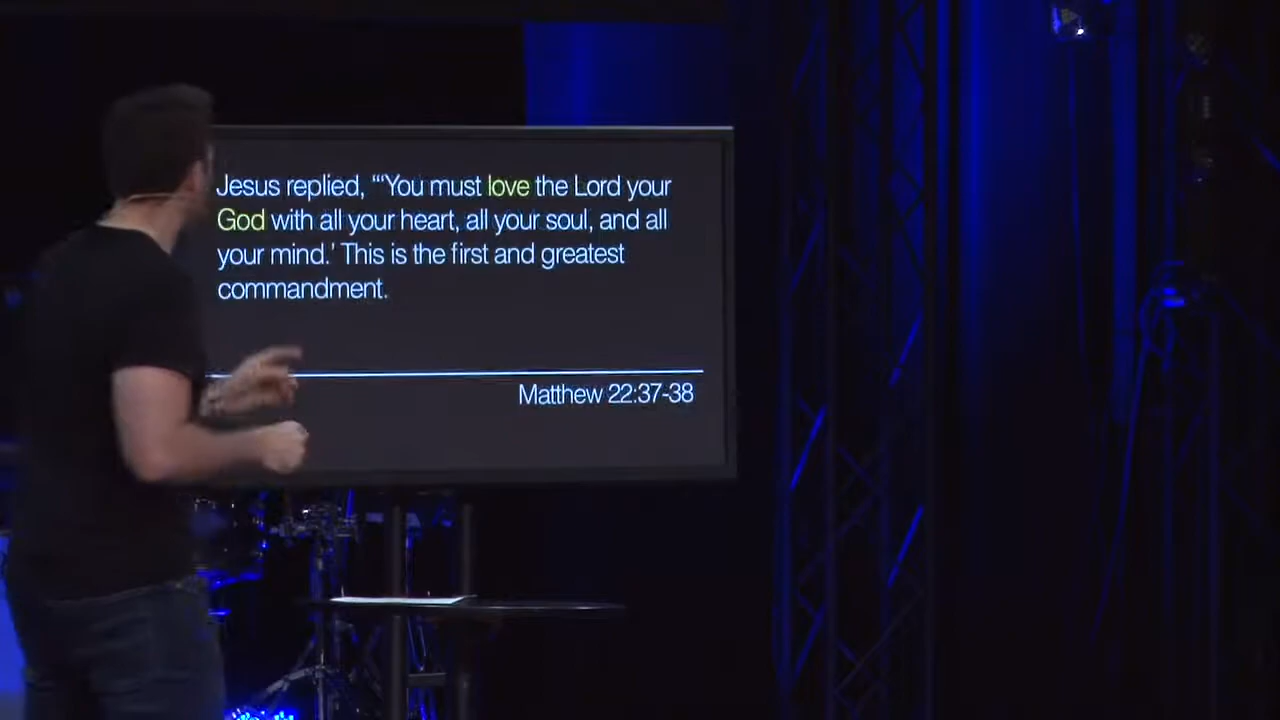 Jesus replied, “‘You must love the Lord your
God with all your heart, all your soul, and all
your mind.’ This is the first and greatest
commandment.
Matthew 22:37-38